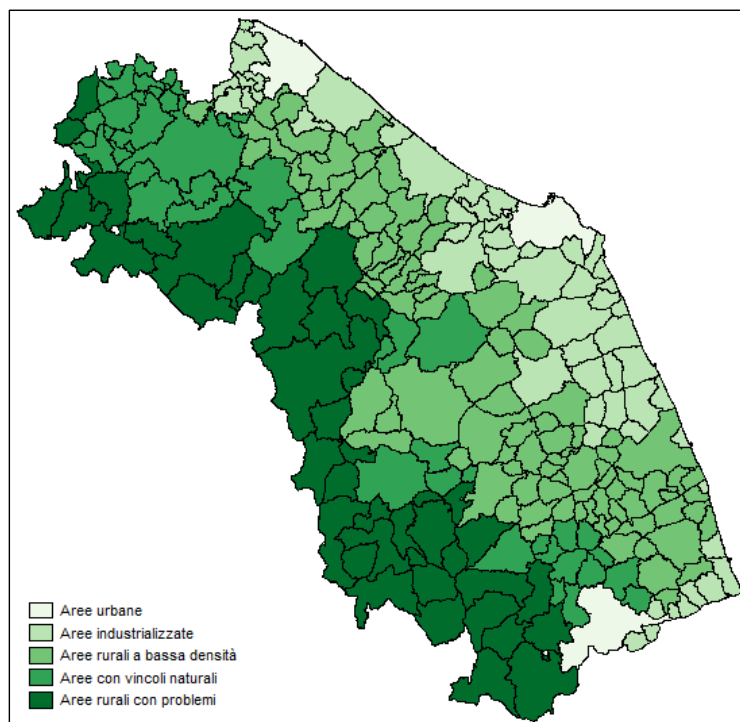 Aree urbane
Aree industrializzate
Aree rurali a bassa densità
Aree con vincoli naturali
Aree rurali con problemi